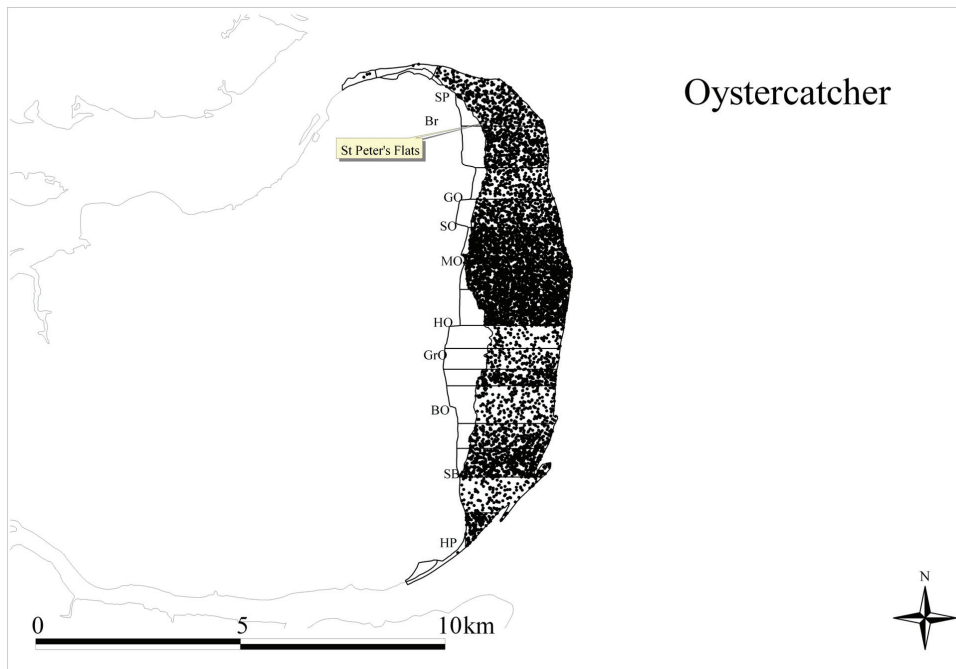 Oystercatcher
SP
Br
St Peter's Flats
GO
SO
MO
HO
GrO
BO
SB
HP
N
0 5 10km